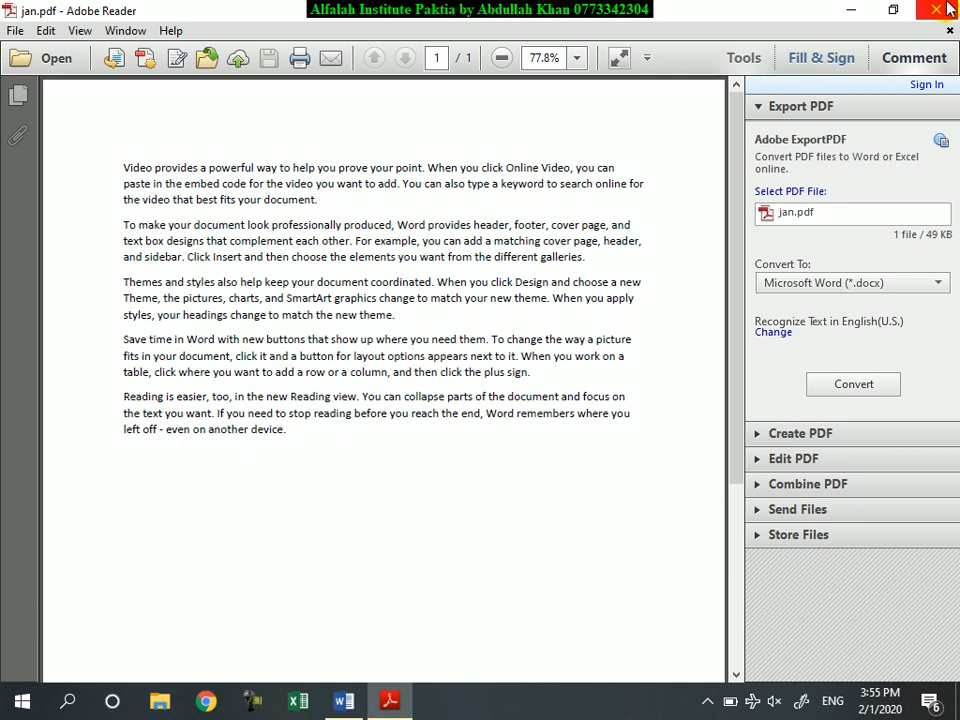 jan.pdf - Adobe Reader
Alfalah Institute Paktia by Abdullah Khan 0773342304
File Edit View Window Help
Open
1 / 1
77.8%
Tools Fill & Sign Comment
Sign In
Export PDF
Adobe ExportPDF
Convert PDF files to Word or Excel
online.
Select PDF File:
jan.pdf
1 file / 49 KB
Convert To:
Microsoft Word (*.docx)
Recognize Text in English(U.S.)
Change
Convert
Create PDF
Edit PDF
Combine PDF
Send Files
Store Files
Video provides a powerful way to help you prove your point. When you click Online Video, you can
paste in the embed code for the video you want to add. You can also type a keyword to search online for
the video that best fits your document.
To make your document look professionally produced, Word provides header, footer, cover page, and
text box designs that complement each other. For example, you can add a matching cover page, header,
and sidebar. Click Insert and then choose the elements you want from the different galleries.
Themes and styles also help keep your document coordinated. When you click Design and choose a new
Theme, the pictures, charts, and SmartArt graphics change to match your new theme. When you apply
styles, your headings change to match the new theme.
Save time in Word with new buttons that show up where you need them. To change the way a picture
fits in your document, click it and a button for layout options appears next to it. When you work on a
table, click where you want to add a row or a column, and then click the plus sign.
Reading is easier, too, in the new Reading view. You can collapse parts of the document and focus on
the text you want. If you need to stop reading before you reach the end, Word remembers where you
left off - even on another device.
ENG
3:55 PM
2/1/2020
6